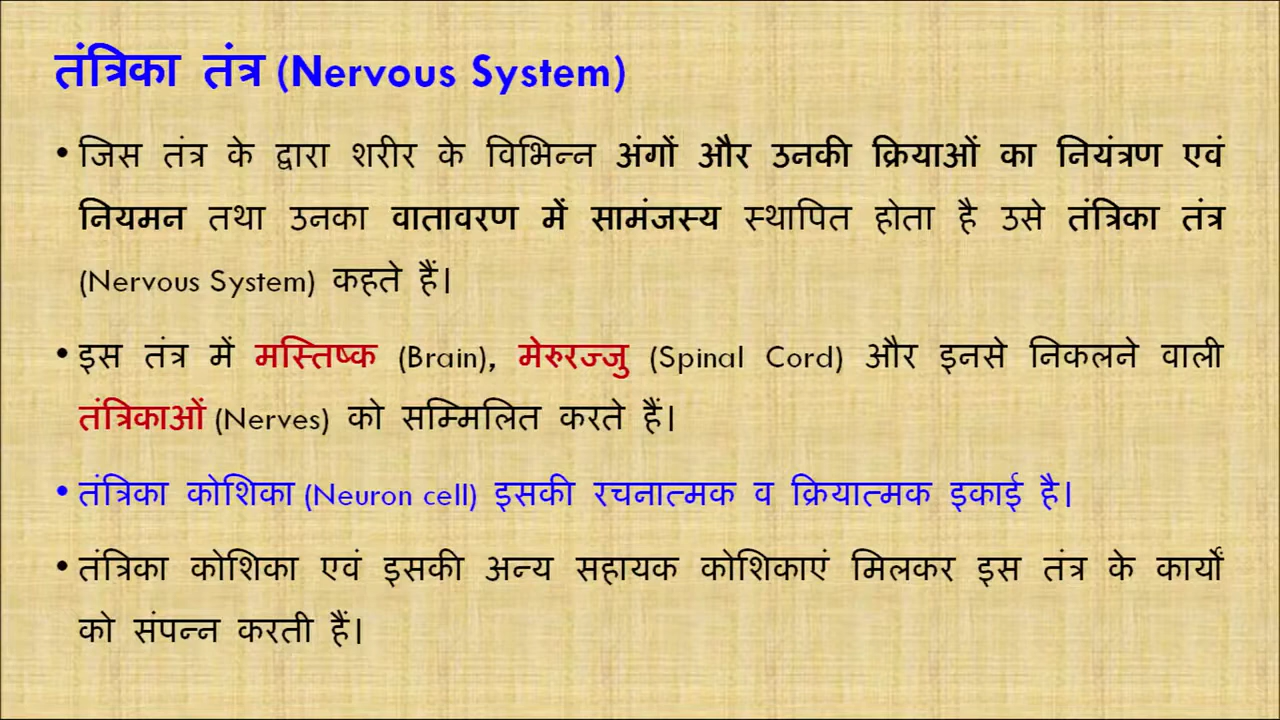 तंत्रिका तंत्र (Nervous System)
• जिस तंत्र के द्वारा शरीर के विभिन्न अंगों और उनकी क्रियाओं का नियंत्रण एवं
नियमन तथा उनका वातावरण में सामंजस्य स्थापित होता है उसे तंत्रिका तंत्र
(Nervous System) कहते हैं।
• इस तंत्र में मस्तिष्क (Brain), मेरुरज्जु (Spinal Cord) और इनसे निकलने वाली
तंत्रिकाओं (Nerves) को सम्मिलित करते हैं।
• तंत्रिका कोशिका (Neuron cell) इसकी रचनात्मक व क्रियात्मक इकाई है।
• तंत्रिका कोशिका एवं इसकी अन्य सहायक कोशिकाएं मिलकर इस तंत्र के कार्यों
को संपन्न करती हैं।